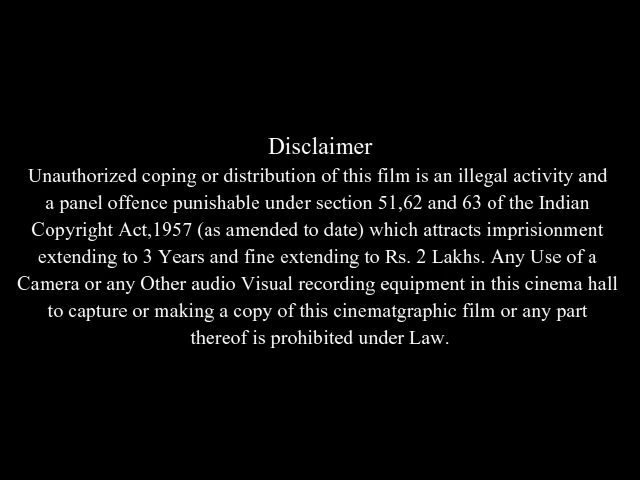 Disclaimer
Unauthorized coping or distribution of this film is an illegal activity and
a panel offence punishable under section 51,62 and 63 of the Indian
Copyright Act,1957 (as amended to date) which attracts imprisionment
extending to 3 Years and fine extending to Rs. 2 Lakhs. Any Use of a
Camera or any Other audio Visual recording equipment in this cinema hall
to capture or making a copy of this cinematgraphic film or any part
thereof is prohibited under Law.